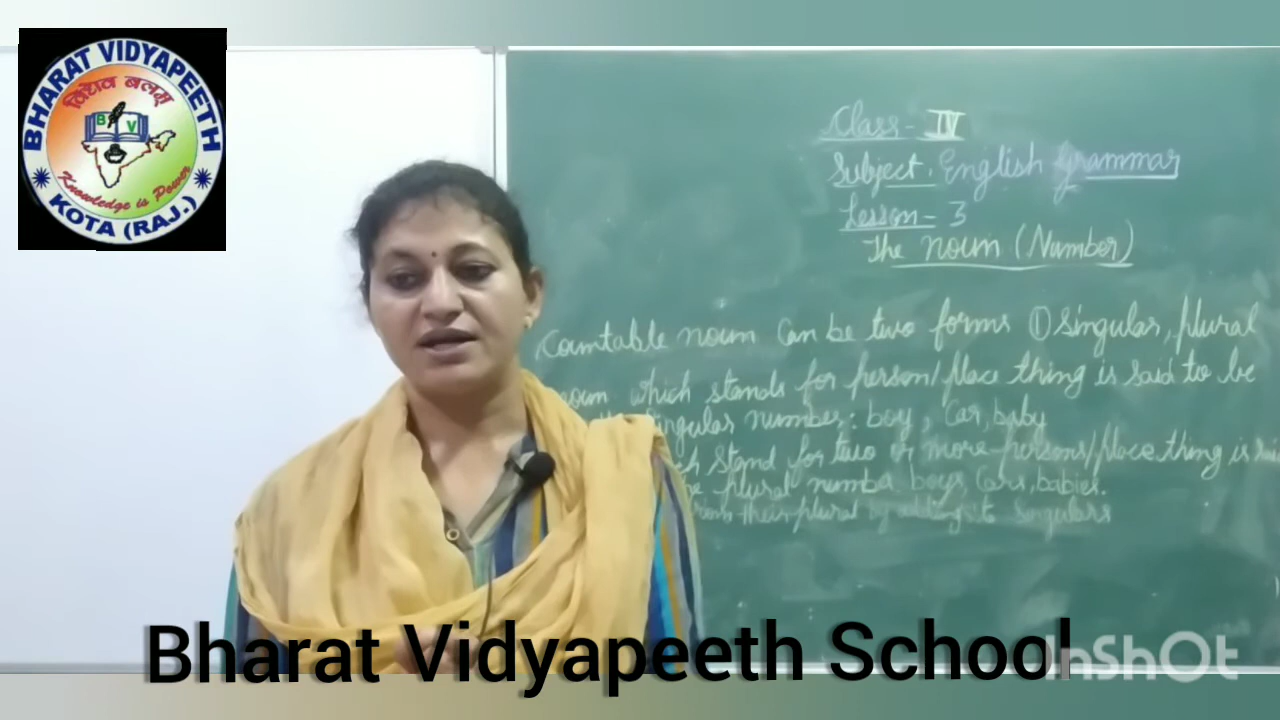 BHARAT VIDYAPEETH
विद्यैव बलम
B V
Knowledge is Power
KOTA (RAJ.)
Class - IV
Subject. English Grammar
Lesson - 3
The noun (Number)
Countable noun can be two forms ① Singular, plural
noun which stands for person/place thing is said to be
Singular number: boy, Car, baby
stand for two or more persons/place thing is
plural numba boys, Cars, babies.
their plural by adding s to Singulars
Bharat Vidyapeeth School
InShOt